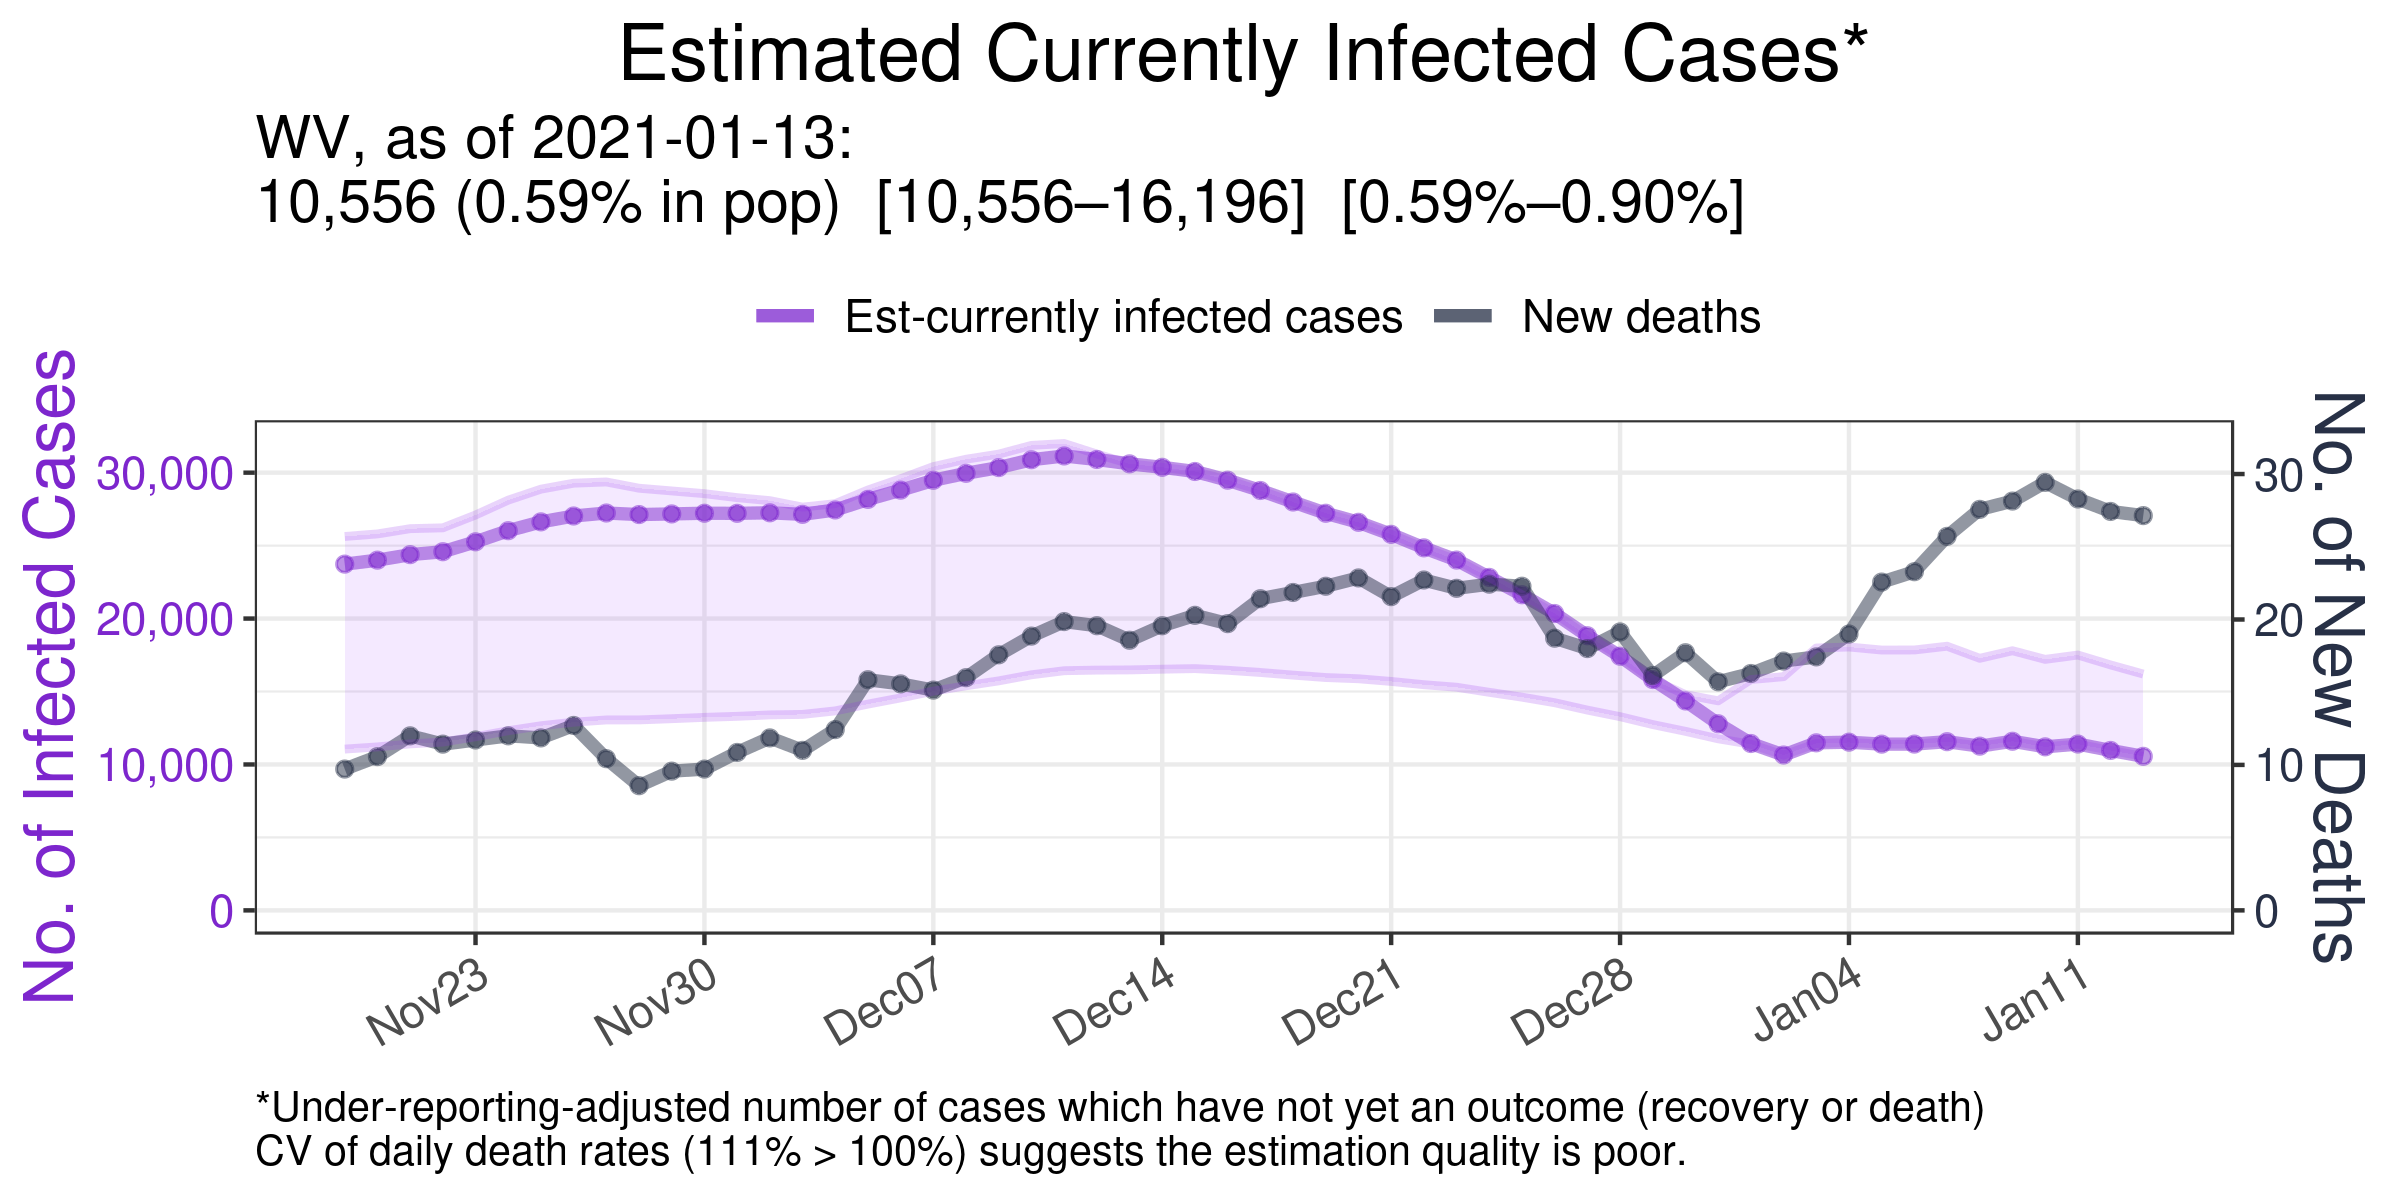 Estimated Currently Infected Cases*
WV, as of 2021-01-13:
10,556 (0.59% in pop)  [10,556–16,196]  [0.59%–0.90%]
Est-currently infected cases
New deaths
No. of Infected Cases
30,000
20,000
10,000
0
30
20
10
0
No. of New Deaths
Nov23
Nov30
Dec07
Dec14
Dec21
Dec28
Jan04
Jan11
*Under-reporting-adjusted number of cases which have not yet an outcome (recovery or death)
CV of daily death rates (111% > 100%) suggests the estimation quality is poor.